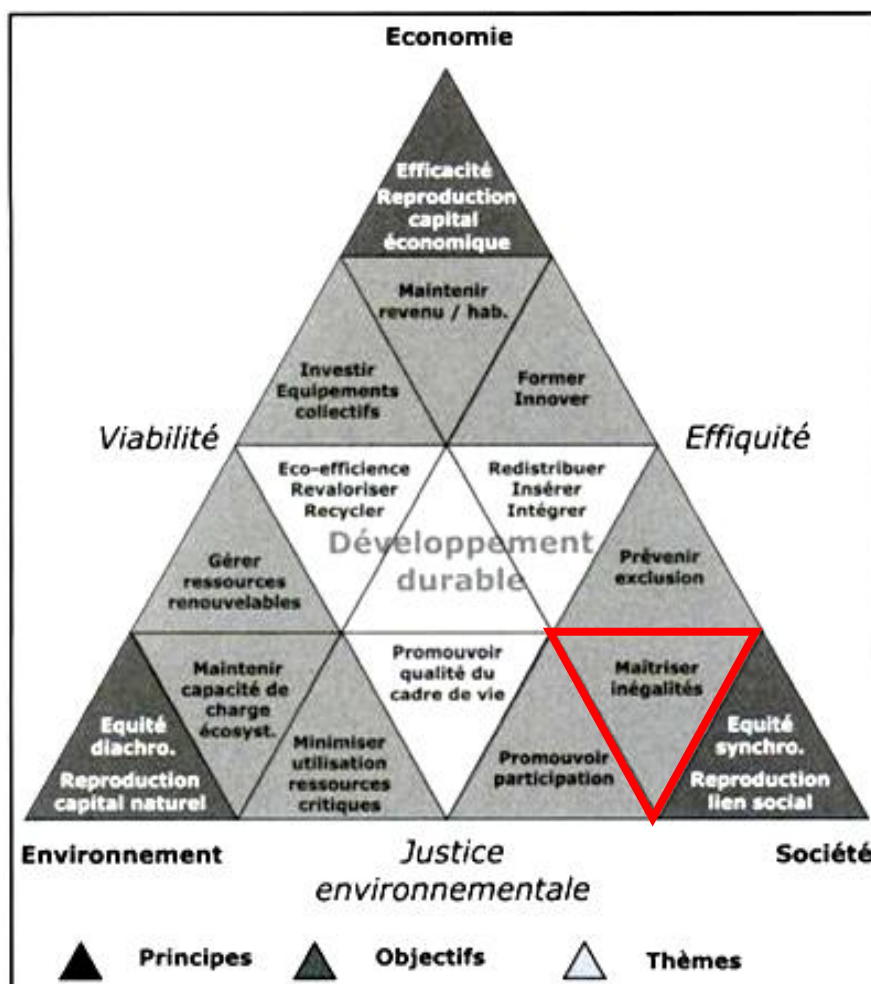 Economie
Efficacité
Reproduction
capital
économique
Maintenir
revenu / hab.
Investir
Equipements
collectifs
Former
Innover
Viabilité
Effiquité
Eco-efficience
Revaloriser
Recycler
Redistribuer
Insérer
Intégrer
Développement
durable
Gérer
ressources
renouvelables
Prévenir
exclusion
Maintenir
capacité de
charge
écosyst.
Promouvoir
qualité du
cadre de vie
Maîtriser
inégalités
Equité
diachro.
Reproduction
capital naturel
Minimiser
utilisation
ressources
critiques
Promouvoir
participation
Equité
synchro.
Reproduction
lien social
Environnement
Justice
environnementale
Société
Principes
Objectifs
Thèmes